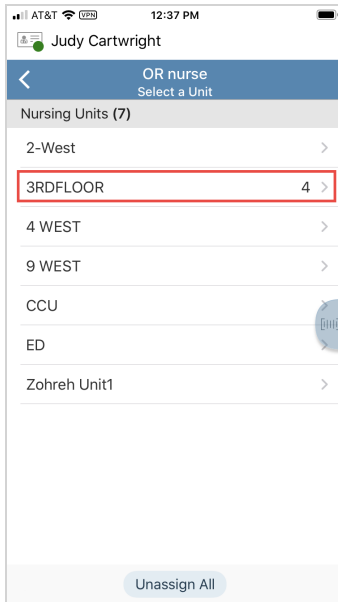 AT&T VPN 12:37 PM
Judy Cartwright
OR nurse
Select a Unit
Nursing Units (7)
2-West
3RDFLOOR 4
4 WEST
9 WEST
CCU
ED
Zohreh Unit1
Unassign All